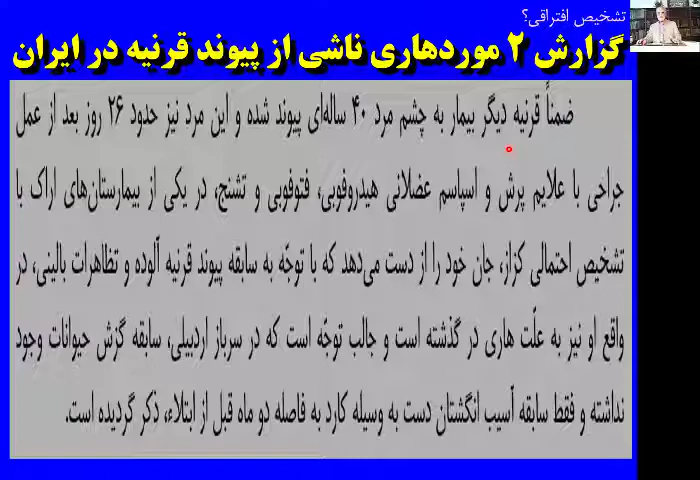 تشخیص افتراقی؟
گزارش ۲ موردهاری ناشی از پیوند قرنیه در ایران
ضمناً قرنیه دیگر بیمار به چشم مرد ۴۰ ساله‌ای پیوند شده و این مرد نیز حدود ۲۶ روز بعد از عمل
جراحی با علایم پرش و اسپاسم عضلانی هیدروفوبی، فتوفوبی و تشنج، در یکی از بیمارستان‌های اراک با
تشخیص احتمالی کزاز، جان خود را از دست می‌دهد که با توجّه به سابقه پیوند قرنیه آلوده و تظاهرات بالینی، در
واقع او نیز به علّت هاری در گذشته است و جالب توجّه است که در سرباز اردبیلی، سابقه گزش حیوانات وجود
نداشته و فقط سابقه آسیب انگشتان دست به وسیله کارد به فاصله دو ماه قبل از ابتلاء، ذکر گردیده است.